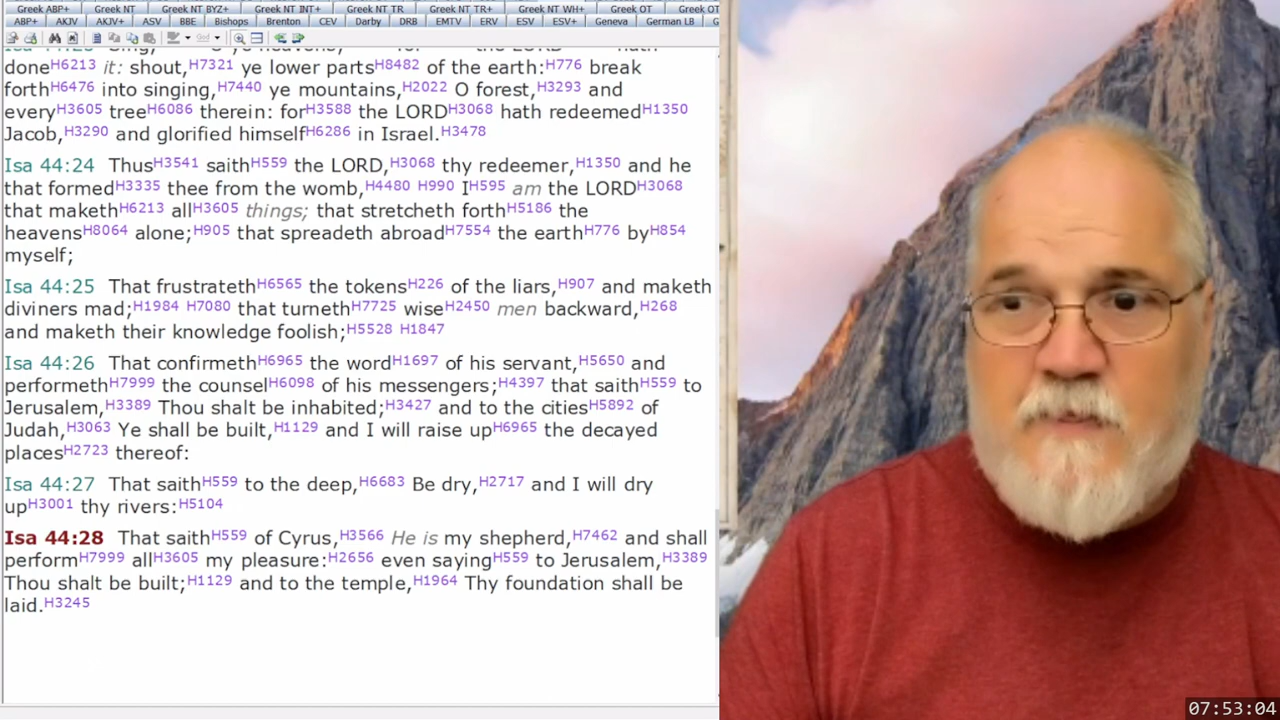 Greek ABP+ Greek NT Greek NT BYZ+ Greek NT INT+ Greek NT TR Greek NT TR+ Greek NT WH+ Greek OT Greek OT
ABP+ AKJV AKJV+ ASV BBE Bishops Brenton CEV Darby DRB EMTV ERV ESV ESV+ Geneva German LB G
doneH6213 it: shout,H7321 ye lower partsH8482 of the earth:H776 break
forthH6476 into singing,H7440 ye mountains,H2022 O forest,H3293 and
everyH3605 treeH6086 therein: forH3588 the LORDH3068 hath redeemedH1350
Jacob,H3290 and glorified himselfH6286 in Israel.H3478
Isa 44:24 ThusH3541 saithH559 the LORD,H3068 thy redeemer,H1350 and he
that formedH3335 thee from the womb,H4480 H990 IH595 am the LORDH3068
that makethH6213 allH3605 things; that stretcheth forthH5186 the
heavensH8064 alone;H905 that spreadeth abroadH7554 the earthH776 byH854
myself;
Isa 44:25 That frustratethH6565 the tokensH226 of the liars,H907 and maketh
diviners mad;H1984 H7080 that turnethH7725 wiseH2450 men backward,H268
and maketh their knowledge foolish;H5528 H1847
Isa 44:26 That confirmethH6965 the wordH1697 of his servant,H5650 and
performethH7999 the counselH6098 of his messengers;H4397 that saithH559 to
Jerusalem,H3389 Thou shalt be inhabited;H3427 and to the citiesH5892 of
Judah,H3063 Ye shall be built,H1129 and I will raise upH6965 the decayed
placesH2723 thereof:
Isa 44:27 That saithH559 to the deep,H6683 Be dry,H2717 and I will dry
upH3001 thy rivers:H5104
Isa 44:28 That saithH559 of Cyrus,H3566 He is my shepherd,H7462 and shall
performH7999 allH3605 my pleasure:H2656 even sayingH559 to Jerusalem,H3389
Thou shalt be built;H1129 and to the temple,H1964 Thy foundation shall be
laid.H3245
07:53:04